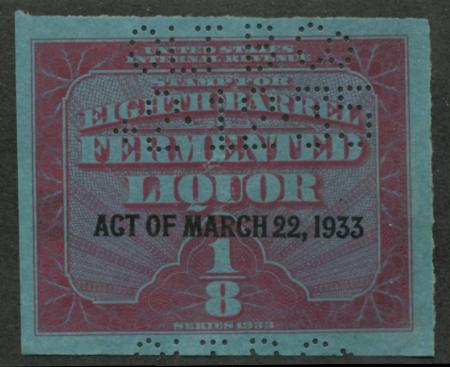 UNITED STATES
INTERNAL REVENUE
STAMP FOR
EIGHTH BARREL
FERMENTED
LIQUOR
ACT OF MARCH 22, 1933
1/8
SERIES 1933